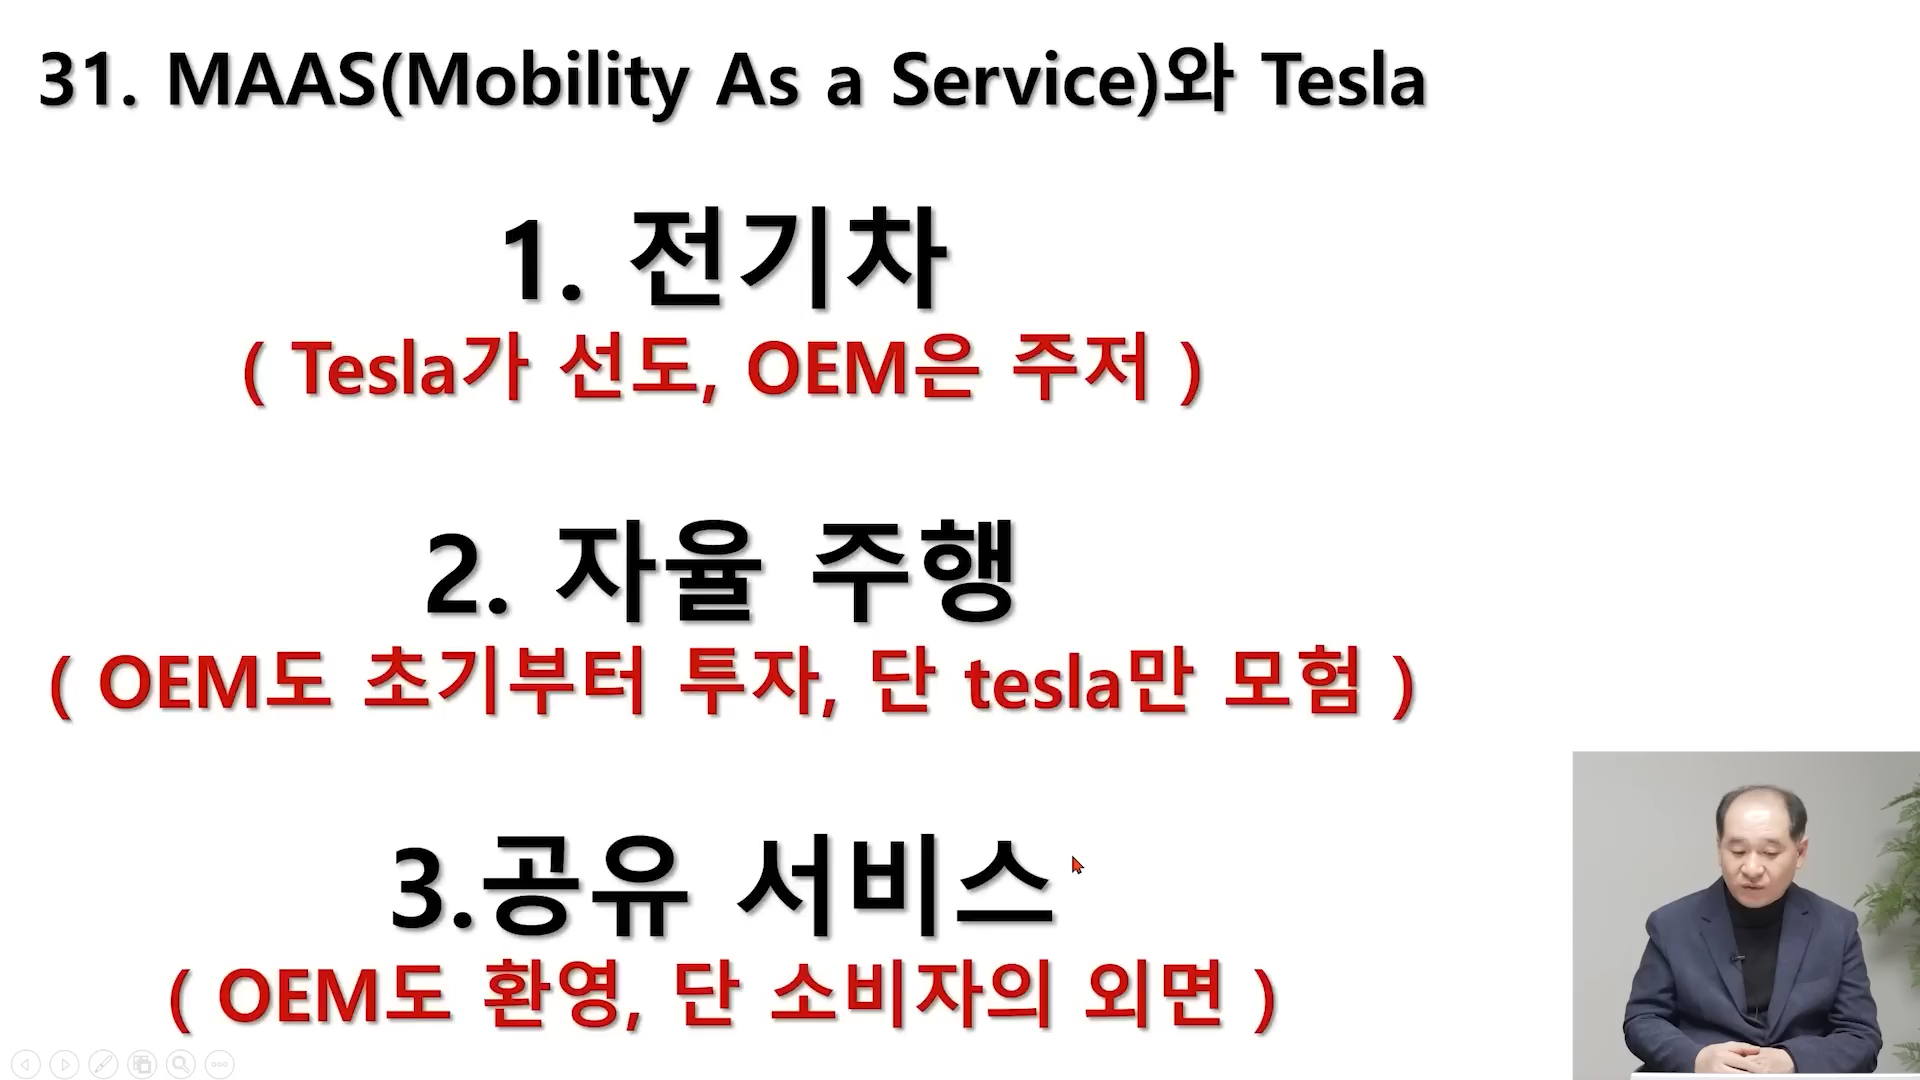 31. MAAS(Mobility As a Service)와 Tesla
1. 전기차
( Tesla가 선도, OEM은 주저 )
2. 자율 주행
( OEM도 초기부터 투자, 단 tesla만 모험 )
3.공유 서비스
( OEM도 환영, 단 소비자의 외면 )